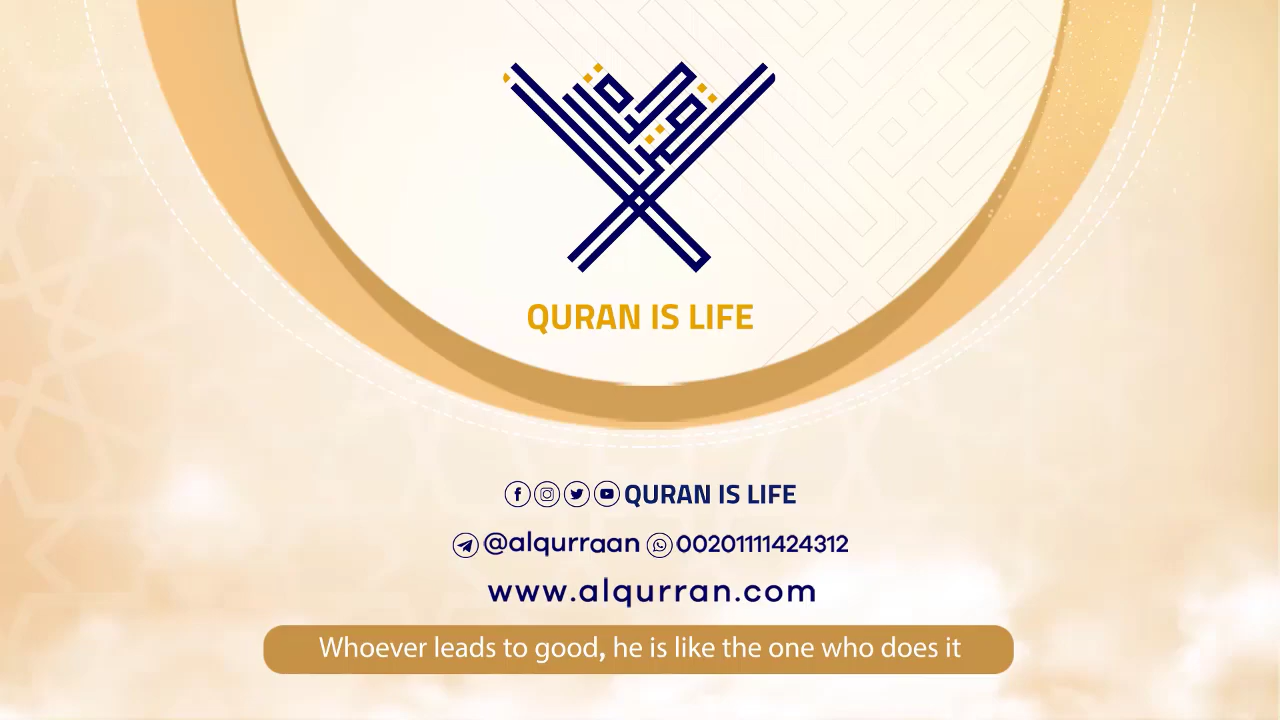 QURAN IS LIFE
QURAN IS LIFE
@alqurraan 00201111424312
www.alqurran.com
Whoever leads to good, he is like the one who does it